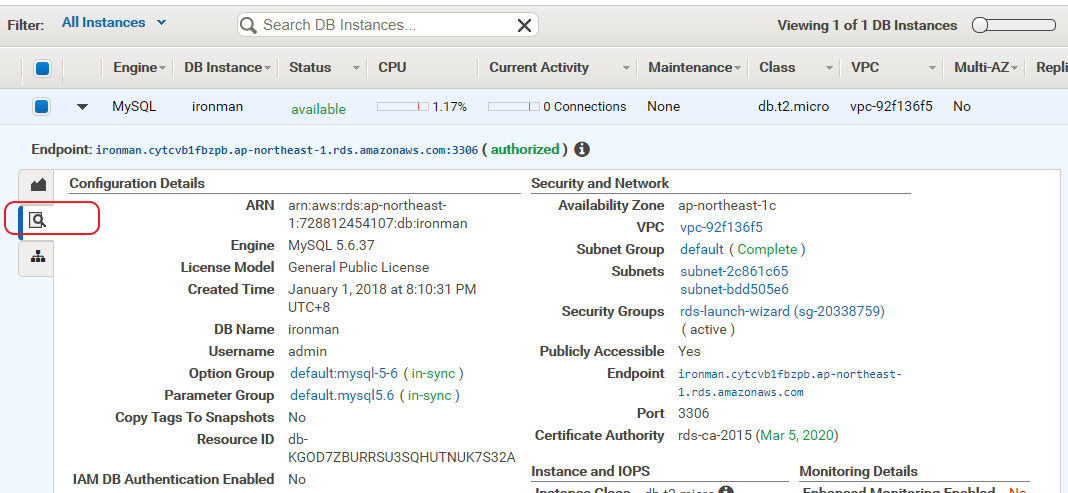 Filter: All Instances Search DB Instances... Viewing 1 of 1 DB Instances
Engine DB Instance Status CPU Current Activity Maintenance Class VPC Multi-AZ Repli
MySQL ironman available 1.17% 0 Connections None db.t2.micro vpc-92f136f5 No
Endpoint: ironman.cytcvb1fbzpb.ap-northeast-1.rds.amazonaws.com:3306 ( authorized )
Configuration Details
ARN arn:aws:rds:ap-northeast-
1:728812454107:db:ironman
Engine MySQL 5.6.37
License Model General Public License
Created Time January 1, 2018 at 8:10:31 PM
UTC+8
DB Name ironman
Username admin
Option Group default:mysql-5-6 ( in-sync )
Parameter Group default.mysql5.6 ( in-sync )
Copy Tags To Snapshots No
Resource ID db-
KGOD7ZBURRSU3SQHUTNUK7S32A
IAM DB Authentication Enabled No
Security and Network
Availability Zone ap-northeast-1c
VPC vpc-92f136f5
Subnet Group default ( Complete )
Subnets subnet-2c861c65
subnet-bdd505e6
Security Groups rds-launch-wizard (sg-20338759)
( active )
Publicly Accessible Yes
Endpoint ironman.cytcvb1fbzpb.ap-northeast-
1.rds.amazonaws.com
Port 3306
Certificate Authority rds-ca-2015 (Mar 5, 2020)
Instance and IOPS
Instance Class db.t2.micro
Monitoring Details
Enhanced Monitoring Enabled No